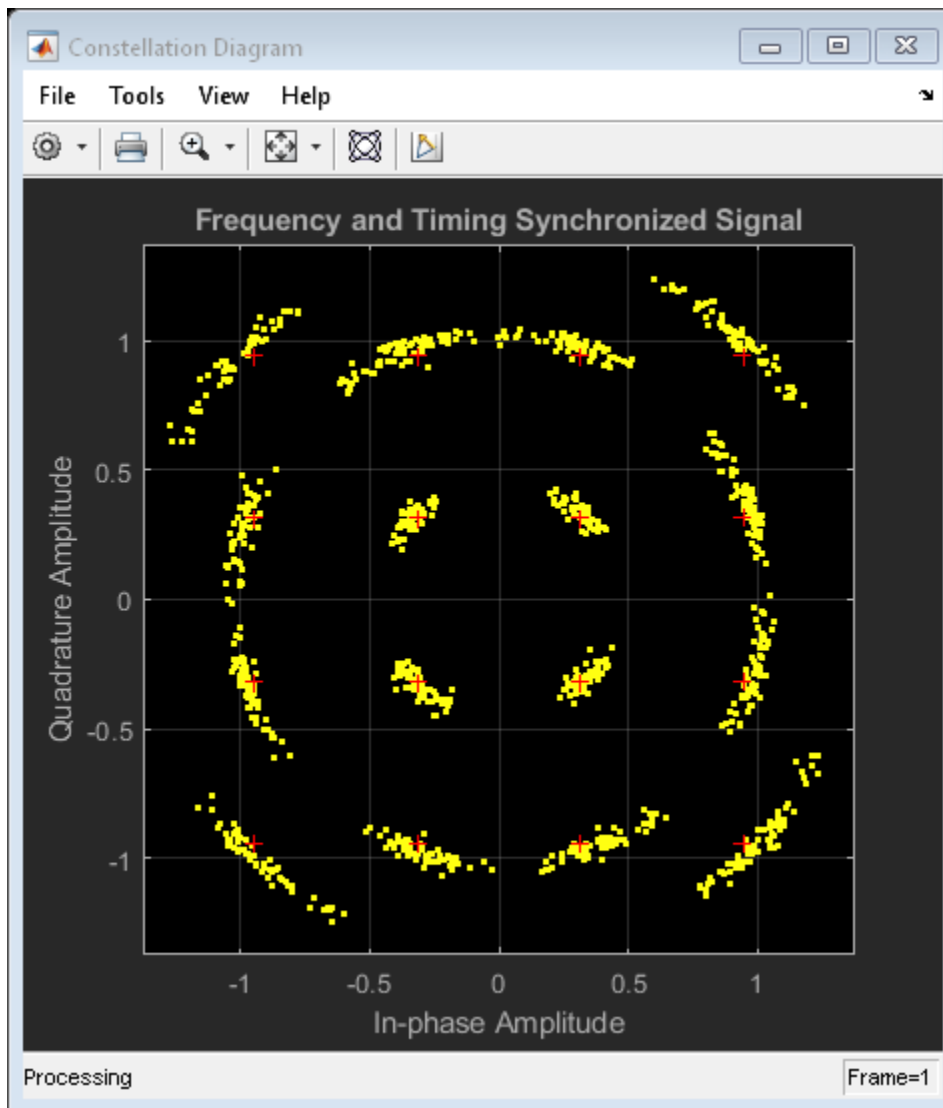 Constellation Diagram
File Tools View Help
Frequency and Timing Synchronized Signal
1
0.5
0
-0.5
-1
Quadrature Amplitude
-1 -0.5 0 0.5 1
In-phase Amplitude
Processing Frame=1